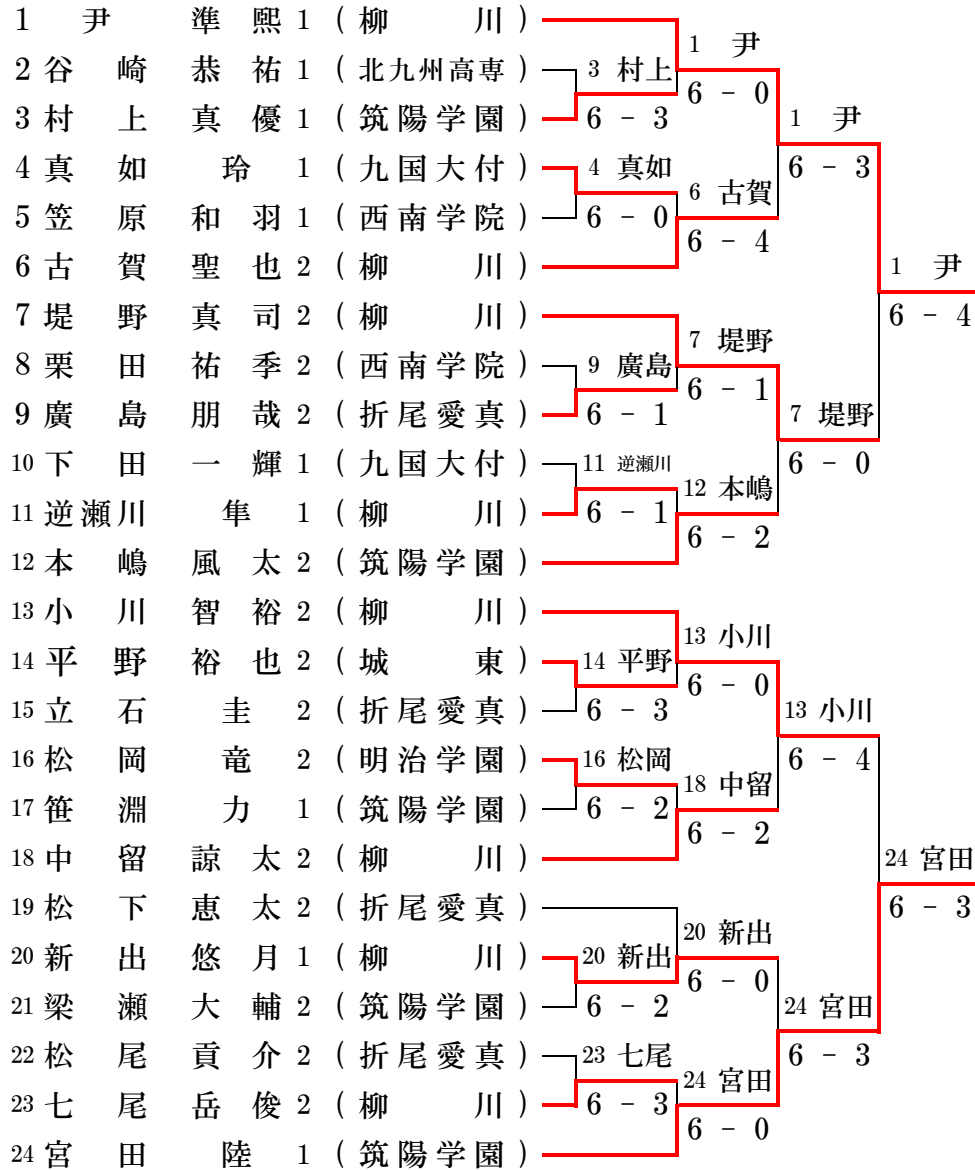 1 尹 準熙 1 (柳川)
2 谷崎恭祐 1 (北九州高専)
3 村上真優 1 (筑陽学園)
4 真如玲 1 (九国大付)
5 笠原和羽 1 (西南学院)
6 古賀聖也 2 (柳川)
7 堤野真司 2 (柳川)
8 栗田祐季 2 (西南学院)
9 廣島朋哉 2 (折尾愛真)
10 下田一輝 1 (九国大付)
11 逆瀬川隼 1 (柳川)
12 本嶋風太 2 (筑陽学園)
13 小川智裕 2 (柳川)
14 平野裕也 2 (城東)
15 立石圭 2 (折尾愛真)
16 松岡竜 2 (明治学園)
17 笹淵力 1 (筑陽学園)
18 中留諒太 2 (柳川)
19 松下恵太 2 (折尾愛真)
20 新出悠月 1 (柳川)
21 梁瀬大輔 2 (筑陽学園)
22 松尾貢介 2 (折尾愛真)
23 七尾岳俊 2 (柳川)
24 宮田陸 1 (筑陽学園)
3 村上
6 - 3
4 真如
6 - 0
9 廣島
6 - 1
11 逆瀬川
6 - 1
14 平野
6 - 3
16 松岡
6 - 2
20 新出
6 - 2
23 七尾
6 - 3
1 尹
6 - 0
6 古賀
6 - 4
7 堤野
6 - 1
12 本嶋
6 - 2
13 小川
6 - 0
18 中留
6 - 2
20 新出
6 - 0
24 宮田
6 - 0
1 尹
6 - 3
7 堤野
6 - 0
13 小川
6 - 4
24 宮田
6 - 3
1 尹
6 - 4
24 宮田
6 - 3